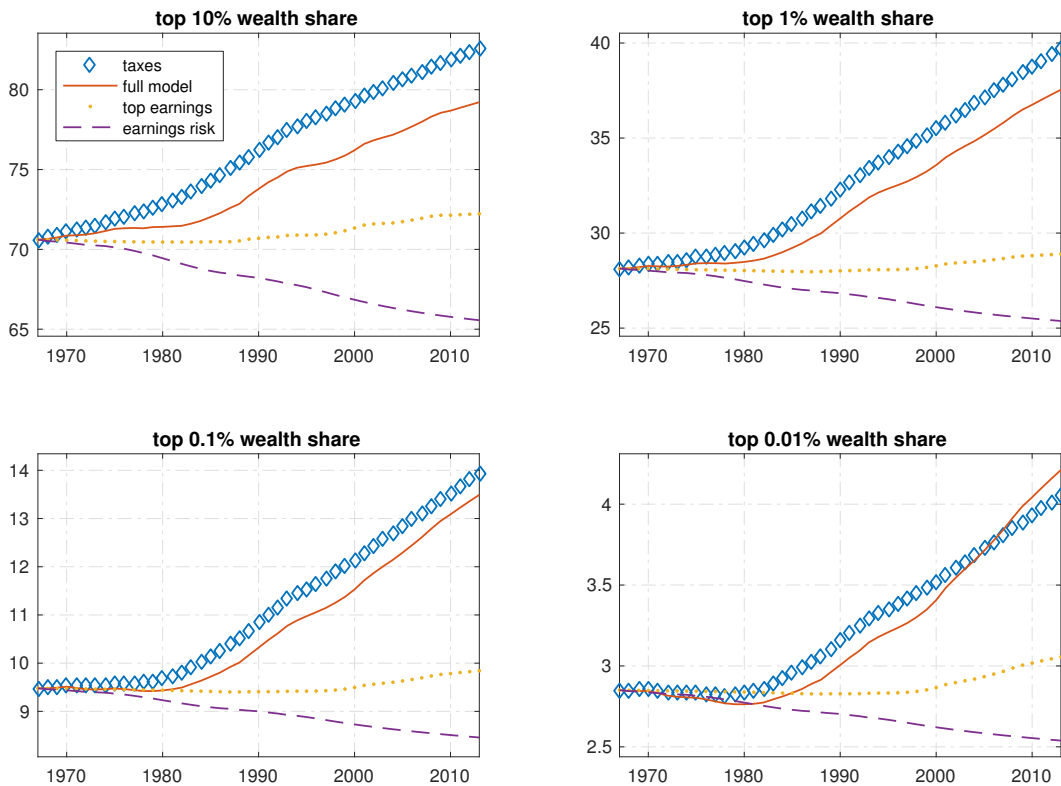 top 10% wealth share
80
75
70
65
1970 1980 1990 2000 2010
taxes
full model
top earnings
earnings risk
top 1% wealth share
40
35
30
25
1970 1980 1990 2000 2010
top 0.1% wealth share
14
13
12
11
10
9
1970 1980 1990 2000 2010
top 0.01% wealth share
4
3.5
3
2.5
1970 1980 1990 2000 2010